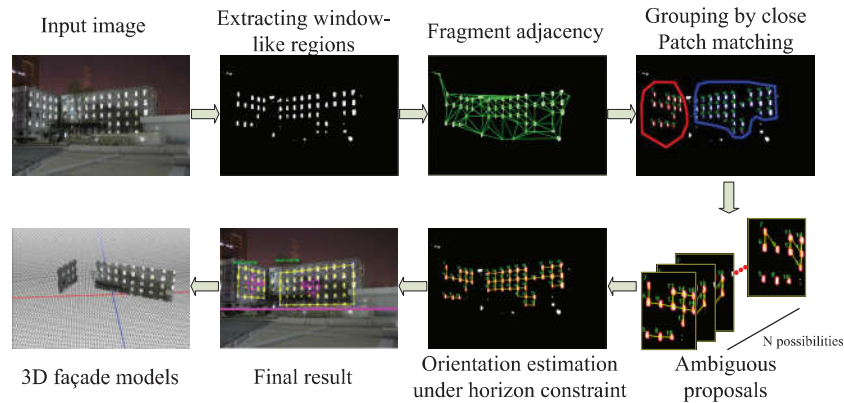 Input image
Extracting window-
like regions
Fragment adjacency
Grouping by close
Patch matching
N possibilities
3D façade models
Final result
Orientation estimation
under horizon constraint
Ambiguous
proposals